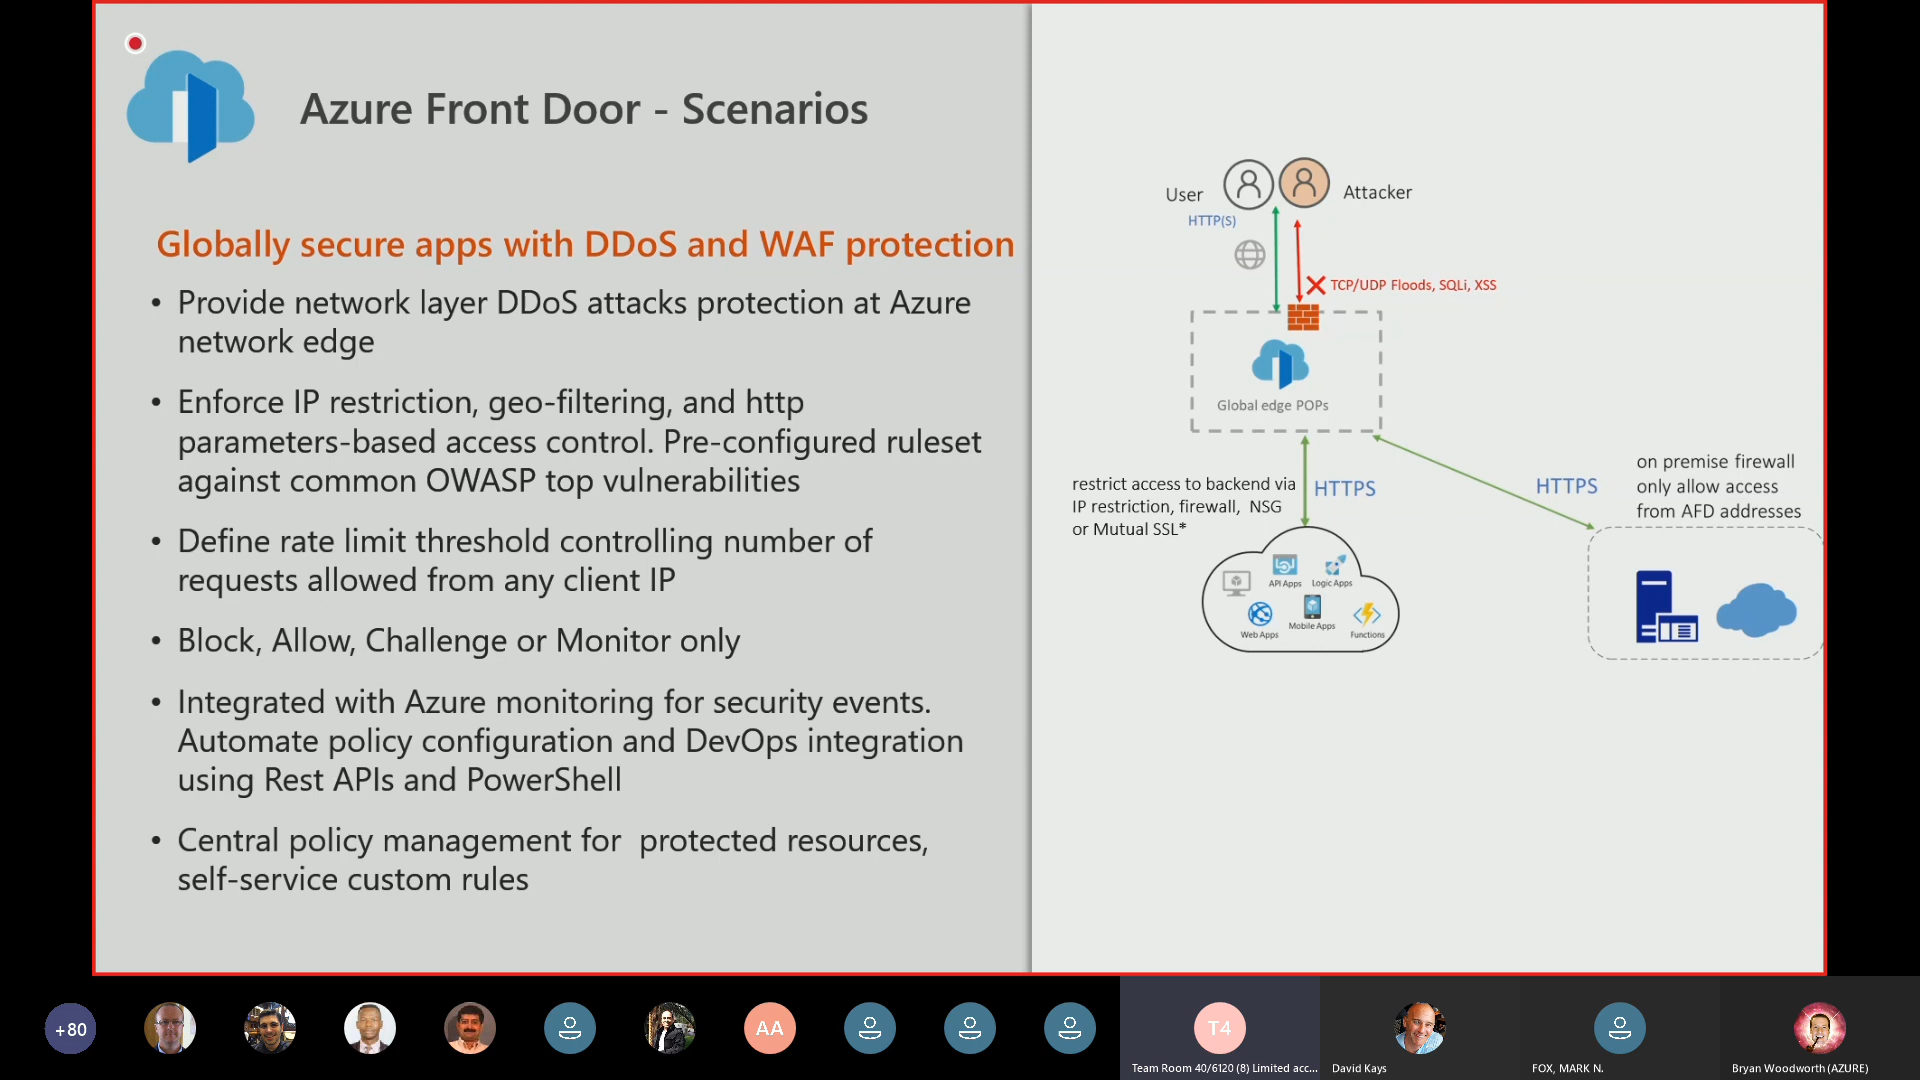 Azure Front Door - Scenarios
Globally secure apps with DDoS and WAF protection
• Provide network layer DDoS attacks protection at Azure
network edge
• Enforce IP restriction, geo-filtering, and http
parameters-based access control. Pre-configured ruleset
against common OWASP top vulnerabilities
• Define rate limit threshold controlling number of
requests allowed from any client IP
• Block, Allow, Challenge or Monitor only
• Integrated with Azure monitoring for security events.
Automate policy configuration and DevOps integration
using Rest APIs and PowerShell
• Central policy management for  protected resources,
self-service custom rules
User
Attacker
HTTP(S)
TCP/UDP Floods, SQLi, XSS
Global edge POPs
restrict access to backend via
IP restriction, firewall,  NSG
or Mutual SSL*
HTTPS
HTTPS
on premise firewall
only allow access
from AFD addresses
API Apps
Logic Apps
Web Apps
Mobile Apps
Functions
+80
AA
T4
Team Room 40/6120 (8) Limited acc...
David Kays
FOX, MARK N.
Bryan Woodworth (AZURE)